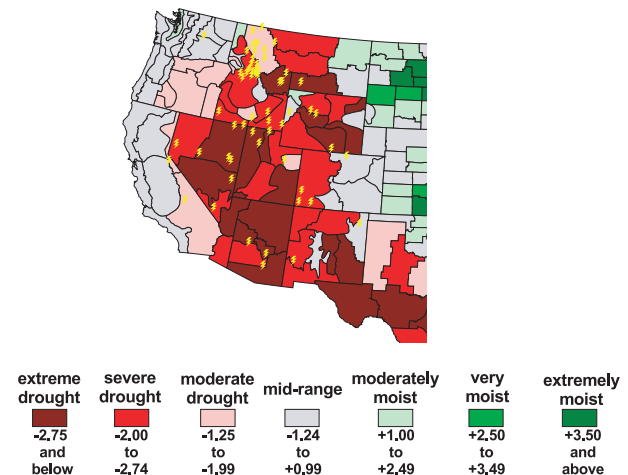 extreme drought
severe drought
moderate drought
mid-range
moderately moist
very moist
extremely moist
-2.75 and below
-2.00 to -2.74
-1.25 to -1.99
-1.24 to +0.99
+1.00 to +2.49
+2.50 to +3.49
+3.50 and above